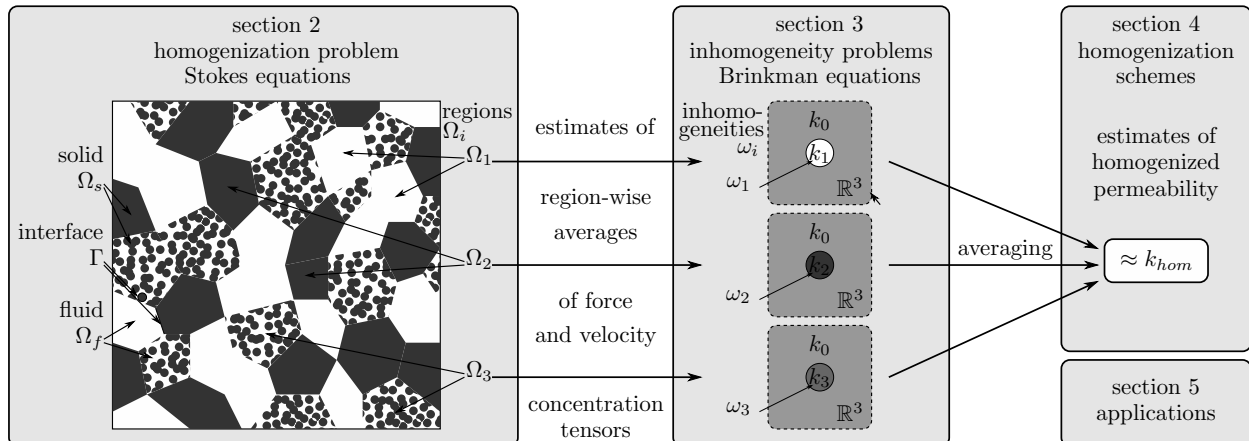 section 2
homogenization problem
Stokes equations
regions
Ω_i
Ω_1
solid
Ω_s
interface
Γ
Ω_2
fluid
Ω_f
Ω_3
estimates of
region-wise
averages
of force
and velocity
concentration
tensors
section 3
inhomogeneity problems
Brinkman equations
inhomo-
geneities
ω_i
k_0
k_1
ω_1
ℝ^3
k_0
k_2
ω_2
ℝ^3
k_0
k_3
ω_3
ℝ^3
averaging
section 4
homogenization
schemes
estimates of
homogenized
permeability
≈ k_{hom}
section 5
applications